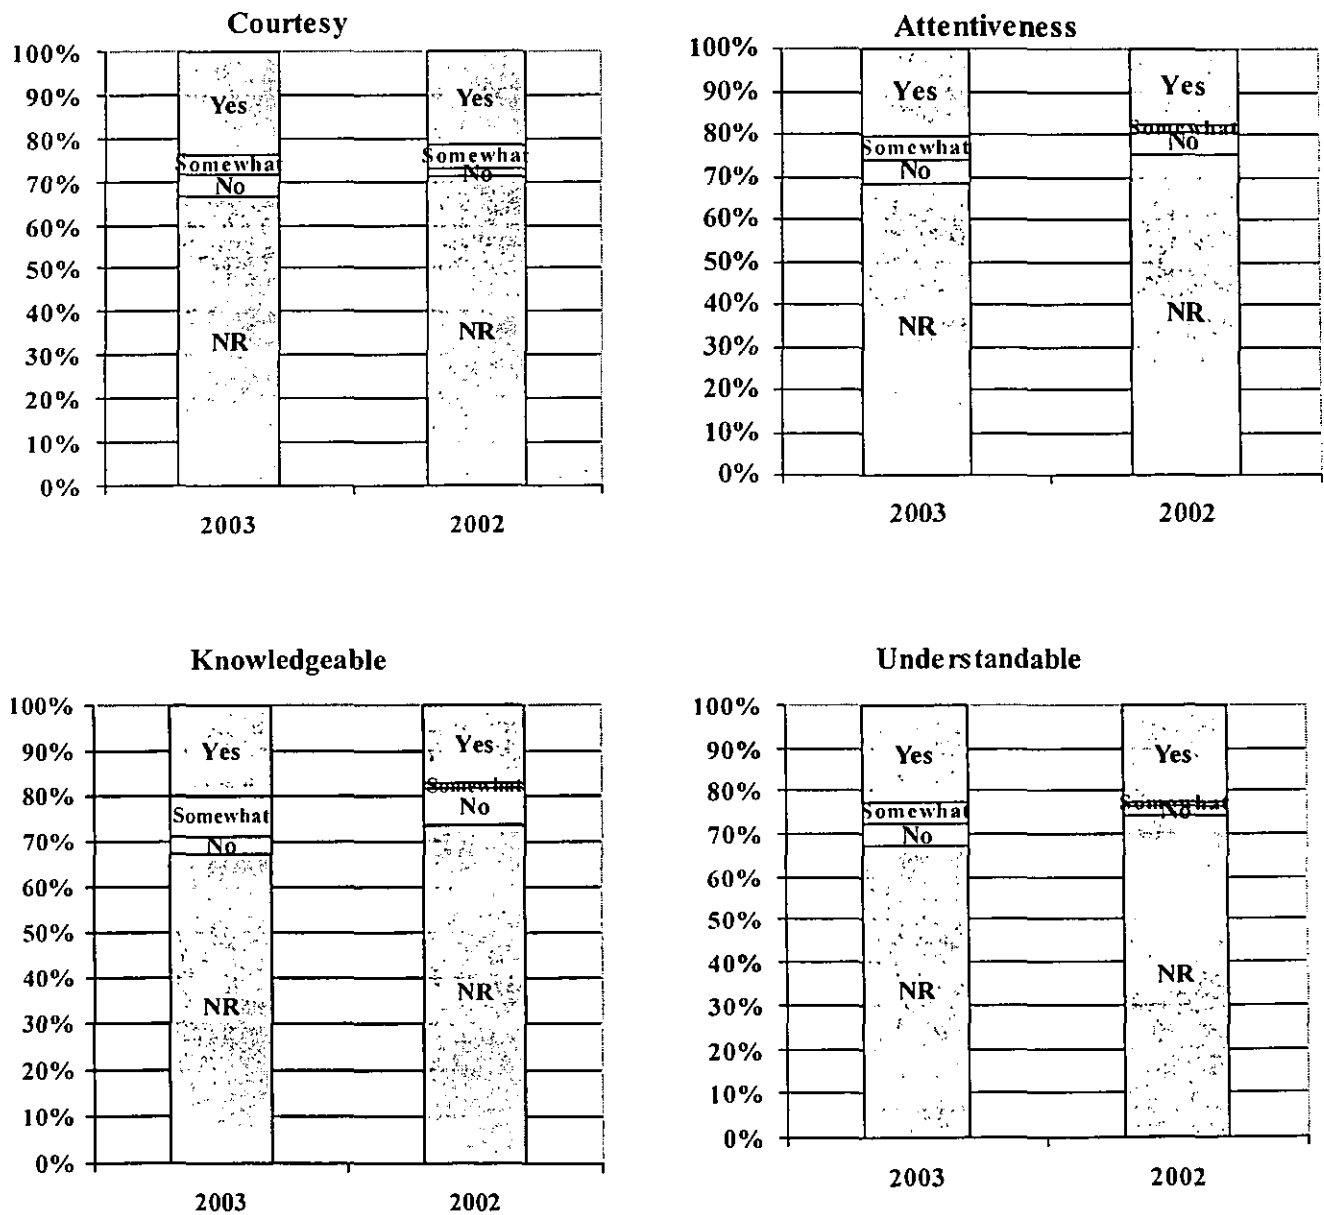 Courtesy
100%
90%
80%
70%
60%
50%
40%
30%
20%
10%
0%
Yes
Somewhat
No
NR
Yes
Somewhat
No
NR
2003 2002
Attentiveness
100%
90%
80%
70%
60%
50%
40%
30%
20%
10%
0%
Yes
Somewhat
No
NR
Yes
Somewhat
No
NR
2003 2002
Knowledgeable
100%
90%
80%
70%
60%
50%
40%
30%
20%
10%
0%
Yes
Somewhat
No
NR
Yes
Somewhat
No
NR
2003 2002
Understandable
100%
90%
80%
70%
60%
50%
40%
30%
20%
10%
0%
Yes
Somewhat
No
NR
Yes
Somewhat
No
NR
2003 2002